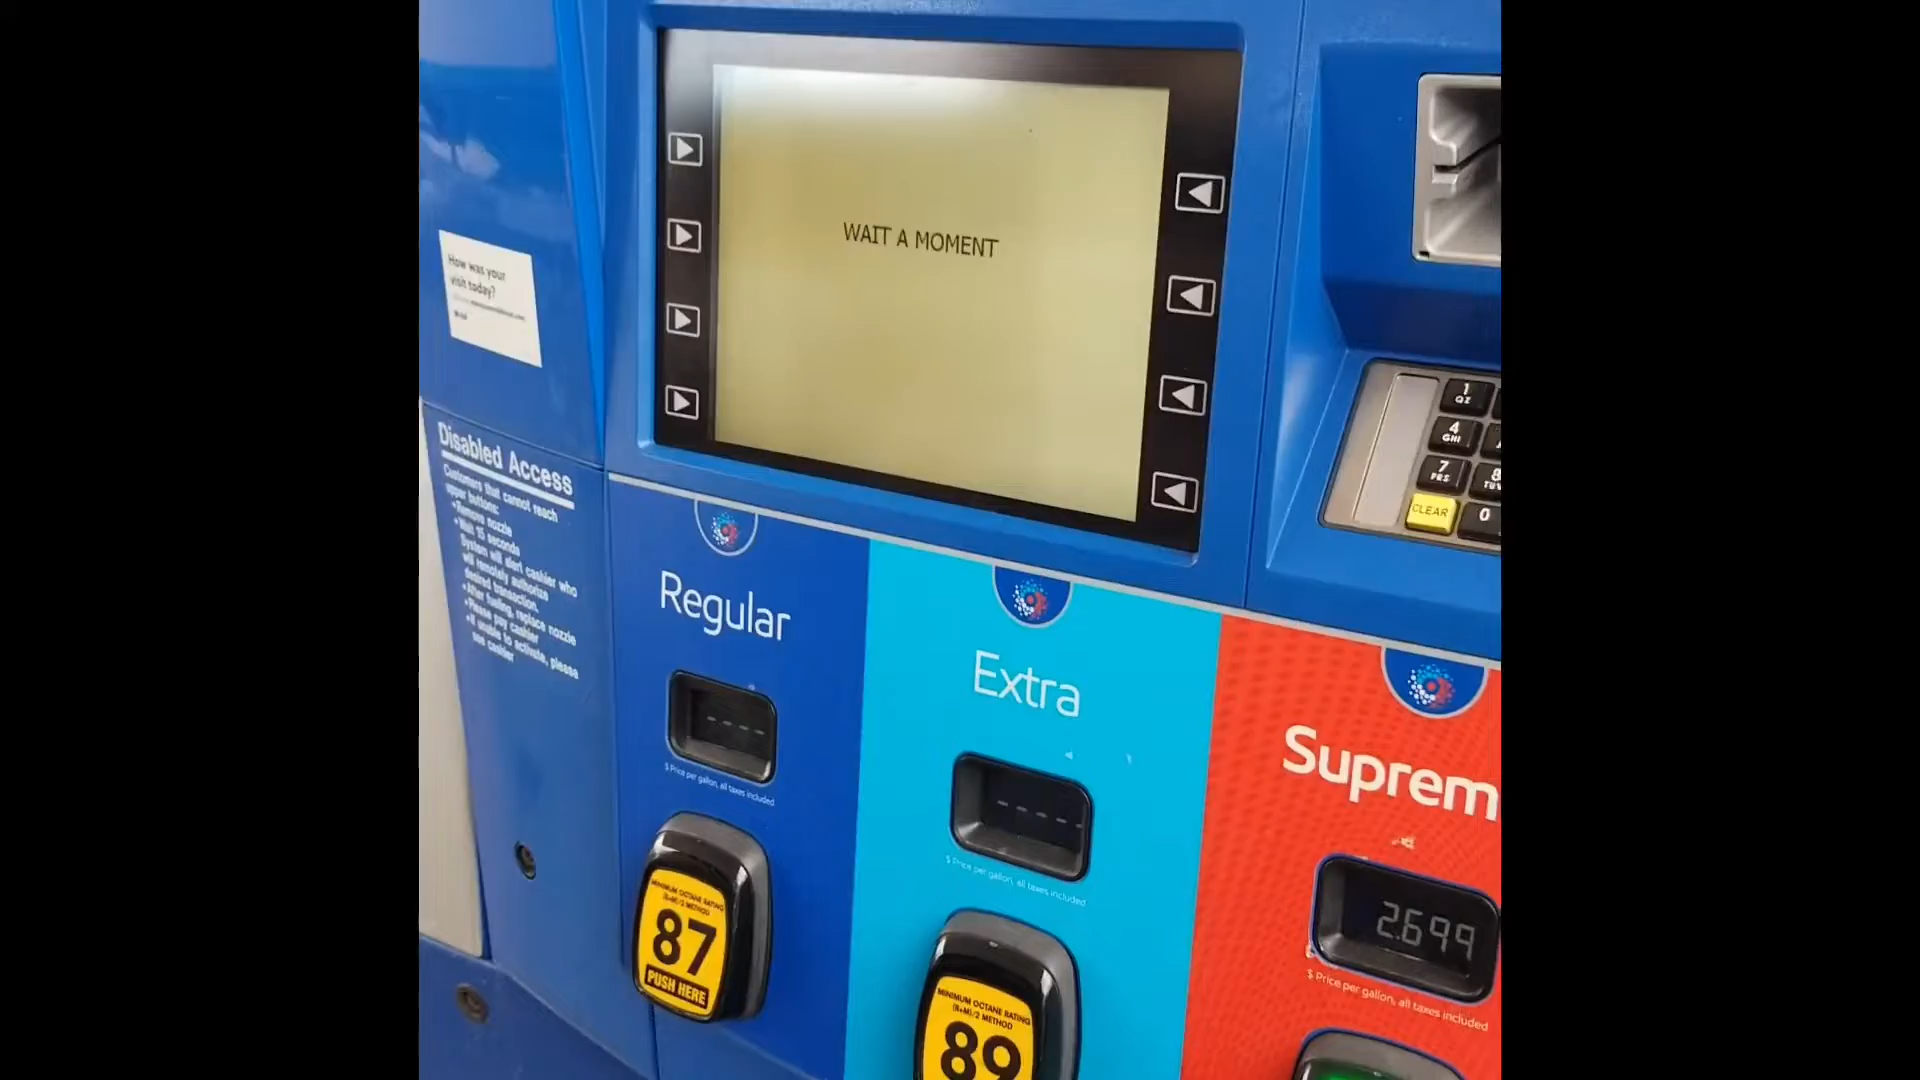 WAIT A MOMENT
How was your
visit today?
Disabled Access
Customers that cannot reach
upper buttons:
•Remove nozzle
•Wait 15 seconds
System will alert cashier who
will remotely authorize
desired transaction.
•After fueling, replace nozzle
•Please pay cashier
•If unable to activate, please
see cashier
1
QZ
4
GHI
7
PRS
8
CLEAR
0
Regular
----
$ Price per gallon, all taxes included
MINIMUM OCTANE RATING
(R+M)/2 METHOD
87
PUSH HERE
Extra
----
$ Price per gallon, all taxes included
MINIMUM OCTANE RATING
(R+M)/2 METHOD
89
Suprem
2.699
$ Price per gallon, all taxes included